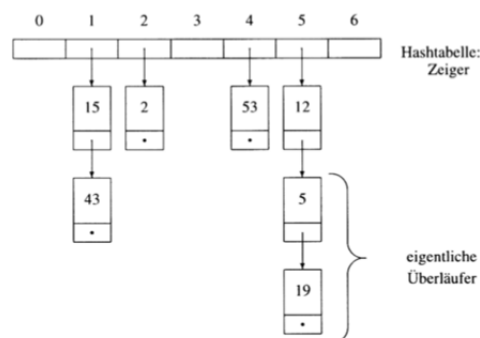 0 1 2 3 4 5 6
Hashtabelle:
Zeiger
15 2 53 12
43 5
eigentliche
Überläufer
19